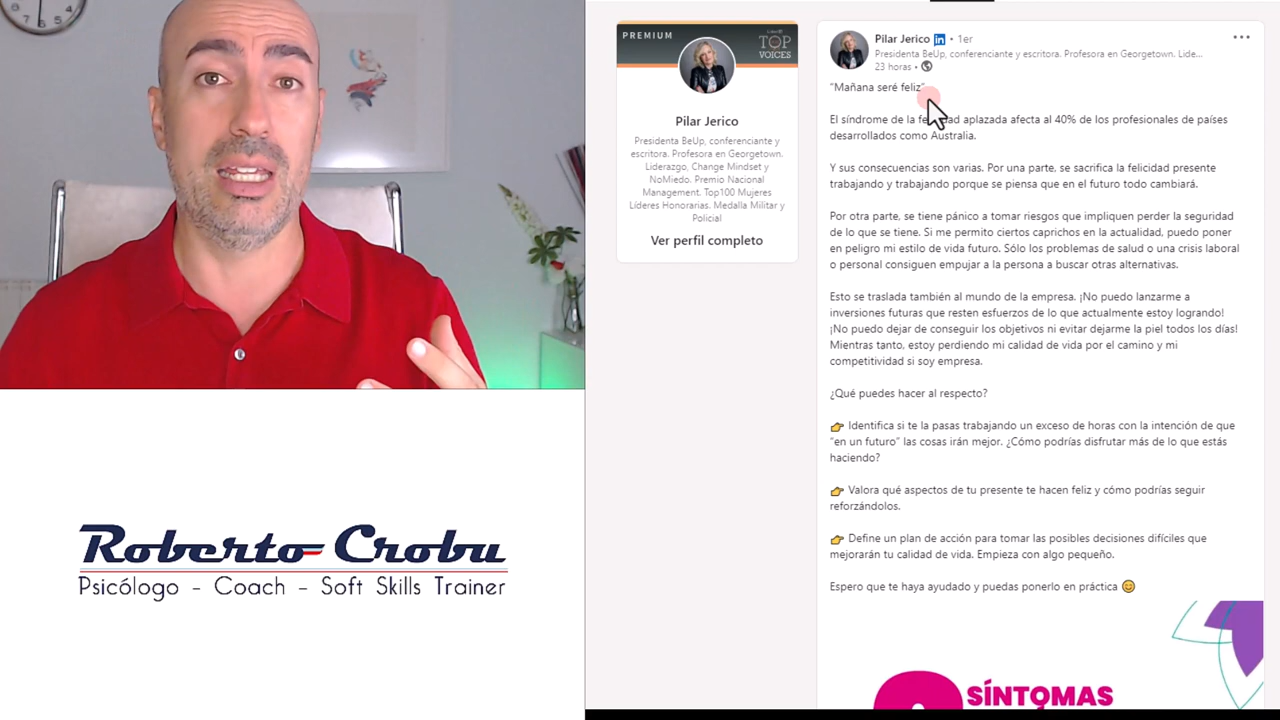 Roberto Crobu
Psicólogo - Coach - Soft Skills Trainer
PREMIUM
TOP
VOICES
Pilar Jerico
Presidenta BeUp, conferenciante y
escritora. Profesora en Georgetown.
Liderazgo, Change Mindset y
NoMiedo. Premio Nacional
Management. Top100 Mujeres
Líderes Honorarias. Medalla Militar y
Policial
Ver perfil completo
Pilar Jerico in • 1er
Presidenta BeUp, conferenciante y escritora. Profesora en Georgetown. Lide...
23 horas •
"Mañana seré feliz"
El síndrome de la aplazada afecta al 40% de los profesionales de países
desarrollados como Australia.
Y sus consecuencias son varias. Por una parte, se sacrifica la felicidad presente
trabajando y trabajando porque se piensa que en el futuro todo cambiará.
Por otra parte, se tiene pánico a tomar riesgos que impliquen perder la seguridad
de lo que se tiene. Si me permito ciertos caprichos en la actualidad, puedo poner
en peligro mi estilo de vida futuro. Sólo los problemas de salud o una crisis laboral
o personal consiguen empujar a la persona a buscar otras alternativas.
Esto se traslada también al mundo de la empresa. ¡No puedo lanzarme a
inversiones futuras que resten esfuerzos de lo que actualmente estoy logrando!
¡No puedo dejar de conseguir los objetivos ni evitar dejarme la piel todos los días!
Mientras tanto, estoy perdiendo mi calidad de vida por el camino y mi
competitividad si soy empresa.
¿Qué puedes hacer al respecto?
👉 Identifica si te la pasas trabajando un exceso de horas con la intención de que
"en un futuro" las cosas irán mejor. ¿Cómo podrías disfrutar más de lo que estás
haciendo?
👉 Valora qué aspectos de tu presente te hacen feliz y cómo podrías seguir
reforzándolos.
👉 Define un plan de acción para tomar las posibles decisiones difíciles que
mejorarán tu calidad de vida. Empieza con algo pequeño.
Espero que te haya ayudado y puedas ponerlo en práctica 😊
SÍNTOMAS